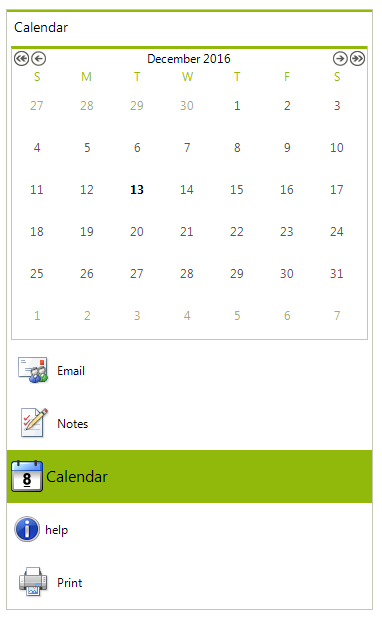 Calendar
December 2016
S M T W T F S
27 28 29 30 1 2 3
4 5 6 7 8 9 10
11 12 13 14 15 16 17
18 19 20 21 22 23 24
25 26 27 28 29 30 31
1 2 3 4 5 6 7
Email
Notes
8 Calendar
help
Print